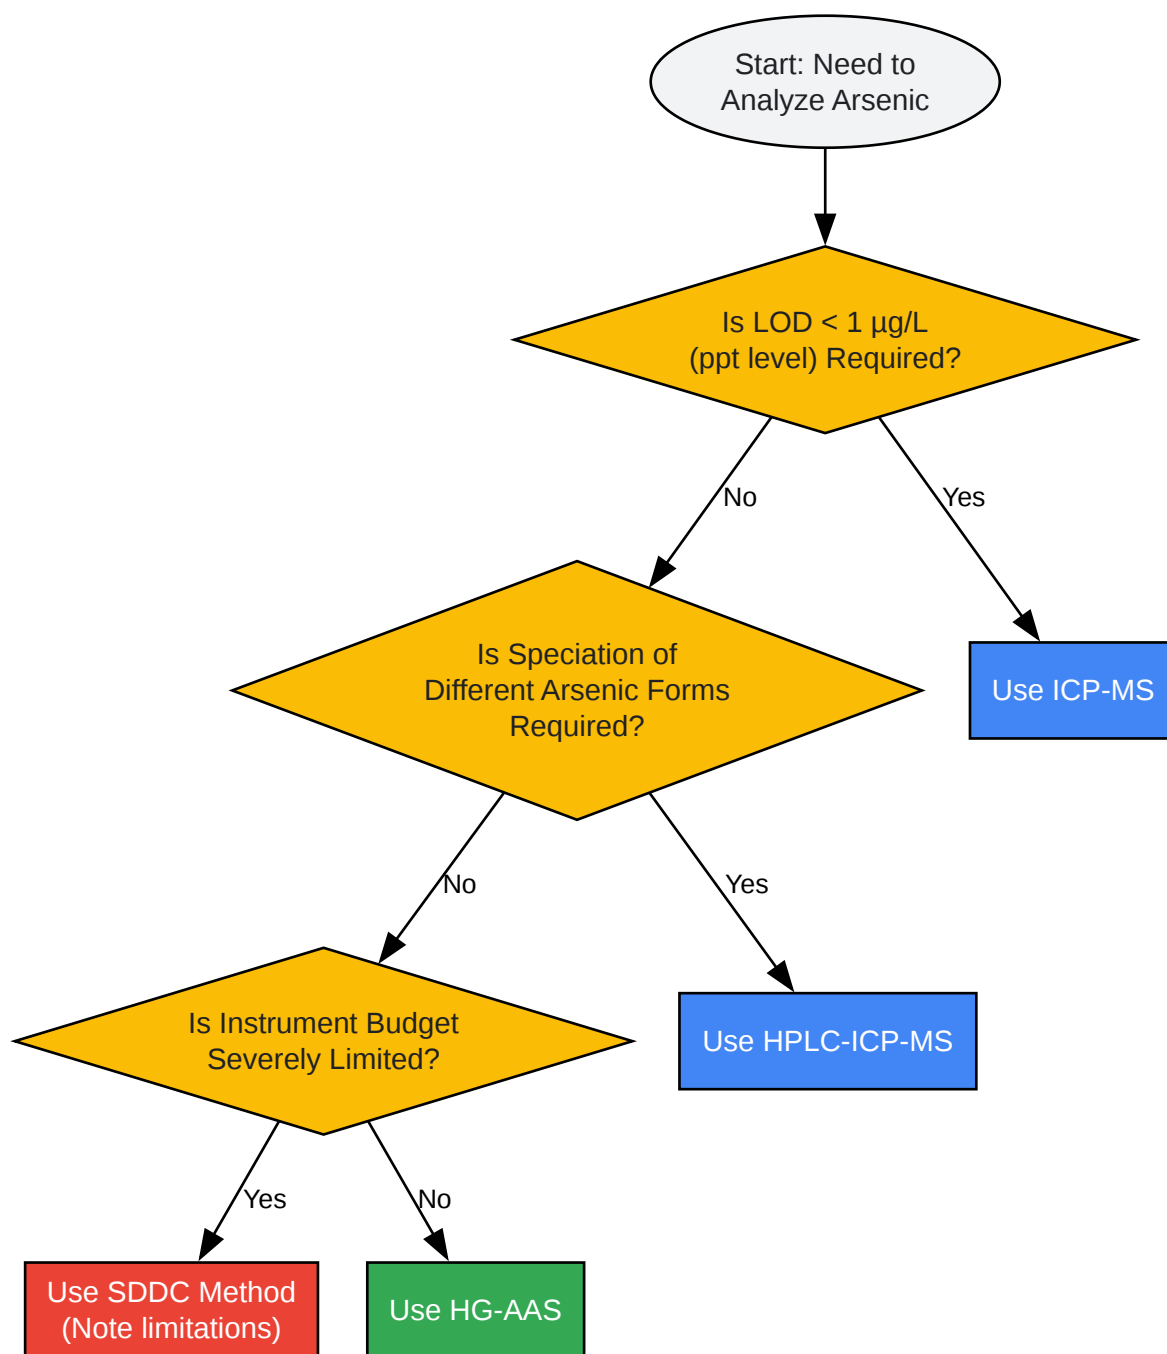 Start: Need to
Analyze Arsenic
Is LOD < 1 µg/L
(ppt level) Required?
No
Yes
Is Speciation of
Different Arsenic Forms
Required?
Use ICP-MS
No
Yes
Is Instrument Budget
Severely Limited?
Use HPLC-ICP-MS
Yes
No
Use SDDC Method
(Note limitations)
Use HG-AAS